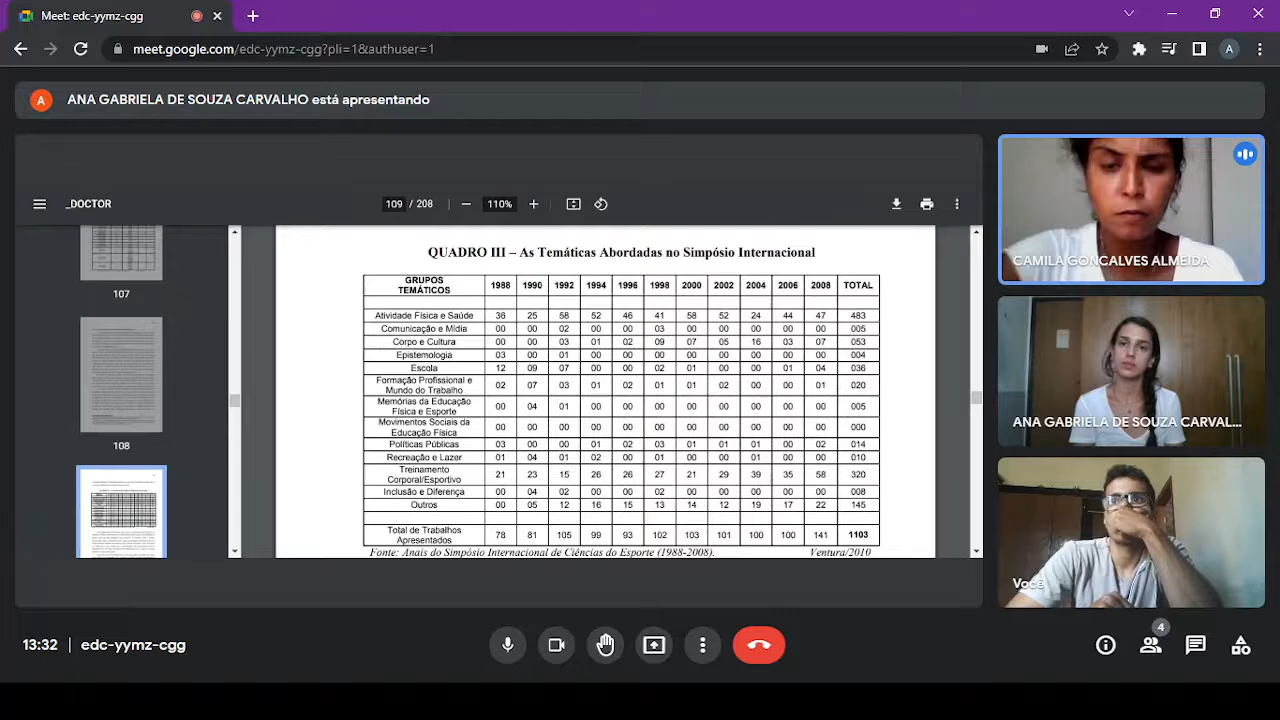 Meet: edc-yymz-cgg
meet.google.com/edc-yymz-cgg?pli=1&authuser=1
A
A ANA GABRIELA DE SOUZA CARVALHO está apresentando
_DOCTOR 109 / 208 110%
107
108
QUADRO III – As Temáticas Abordadas no Simpósio Internacional
GRUPOS TEMÁTICOS 1988 1990 1992 1994 1996 1998 2000 2002 2004 2006 2008 TOTAL
Atividade Física e Saúde 36 25 58 52 46 41 58 52 24 44 47 483
Comunicação e Mídia 00 00 02 00 00 03 00 00 00 00 00 005
Corpo e Cultura 00 00 03 01 02 09 07 05 16 03 07 053
Epistemologia 03 00 01 00 00 00 00 00 00 00 00 004
Escola 12 09 07 00 00 02 01 00 00 01 04 036
Formação Profissional e Mundo do Trabalho 02 07 03 01 02 01 01 02 00 00 01 020
Memórias da Educação Física e Esporte 00 04 01 00 00 00 00 00 00 00 00 005
Movimentos Sociais da Educação Física 00 00 00 00 00 00 00 00 00 00 00 000
Políticas Públicas 03 00 00 01 02 03 01 01 01 00 02 014
Recreação e Lazer 01 04 01 02 00 01 00 00 01 00 00 010
Treinamento Corporal/Esportivo 21 23 15 26 26 27 21 29 39 35 58 320
Inclusão e Diferença 00 04 02 00 00 02 00 00 00 00 00 008
Outros 00 05 12 16 15 13 14 12 19 17 22 145
Total de Trabalhos Apresentados 78 81 105 99 93 102 103 101 100 100 141 1103
Fonte: Anais do Simpósio Internacional de Ciências do Esporte (1988-2008). Ventura/2010
CAMILA GONCALVES ALMEIDA
ANA GABRIELA DE SOUZA CARVAL...
Você
13:32 | edc-yymz-cgg
4